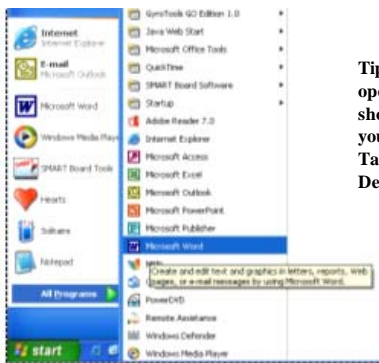 Internet
Internet Explorer
E-mail
Microsoft Outlook
Microsoft Word
Windows Media Play
SMART Board Tools
Hearts
Solitaire
Notepad
All Programs
start
GyroTools GO Edition 1.0
Java Web Start
Microsoft Office Tools
QuickTime
SMART Board Software
Startup
Adobe Reader 7.0
Internet Explorer
Microsoft Access
Microsoft Excel
Microsoft Outlook
Microsoft PowerPoint
Microsoft Publisher
Microsoft Word
Create and edit text and graphics in letters, reports, Web
pages, or e-mail messages by using Microsoft Word.
PowerDVD
Remote Assistance
Windows Defender
Windows Media Player
Tip
ope
sho
you
Ta
De